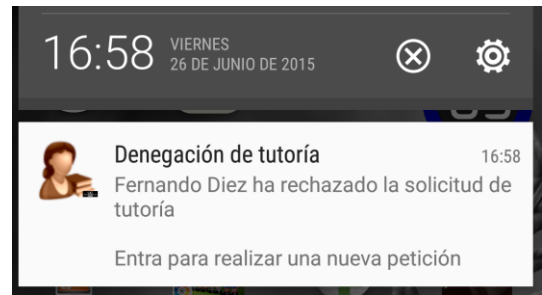 16:58 VIERNES
26 DE JUNIO DE 2015
Denegación de tutoría 16:58
Fernando Diez ha rechazado la solicitud de
tutoría
Entra para realizar una nueva petición